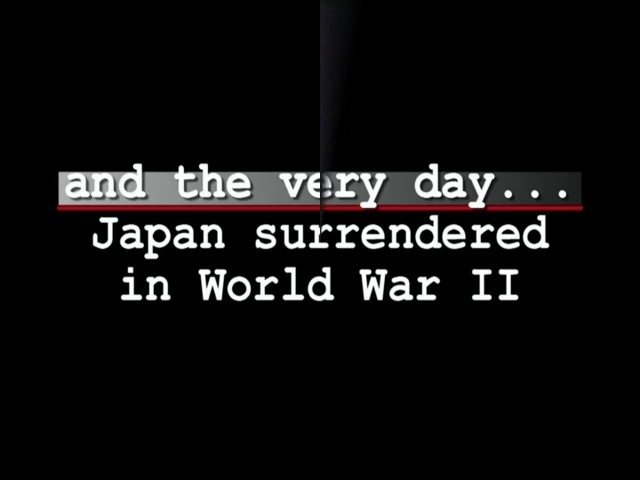 and the very day...
Japan surrendered
in World War II